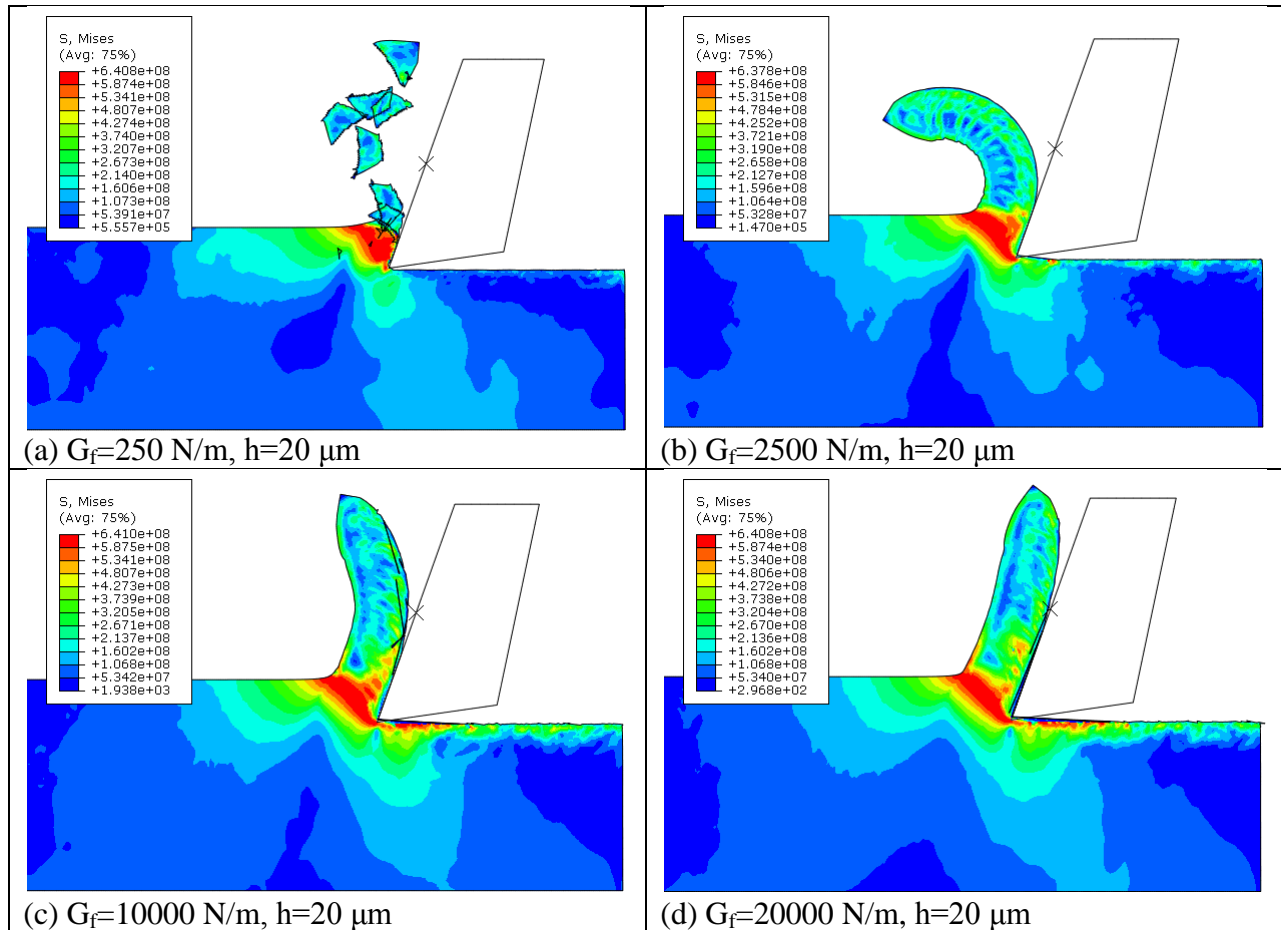 S, Mises
(Avg: 75%)
+6.408e+08
+5.874e+08
+5.341e+08
+4.807e+08
+4.274e+08
+3.740e+08
+3.207e+08
+2.673e+08
+2.140e+08
+1.606e+08
+1.073e+08
+5.391e+07
+5.557e+05
(a) G_f=250 N/m, h=20 μm
S, Mises
(Avg: 75%)
+6.378e+08
+5.846e+08
+5.315e+08
+4.784e+08
+4.252e+08
+3.721e+08
+3.190e+08
+2.658e+08
+2.127e+08
+1.596e+08
+1.064e+08
+5.328e+07
+1.470e+05
(b) G_f=2500 N/m, h=20 μm
S, Mises
(Avg: 75%)
+6.410e+08
+5.875e+08
+5.341e+08
+4.807e+08
+4.273e+08
+3.739e+08
+3.205e+08
+2.671e+08
+2.137e+08
+1.602e+08
+1.068e+08
+5.342e+07
+1.938e+03
(c) G_f=10000 N/m, h=20 μm
S, Mises
(Avg: 75%)
+6.408e+08
+5.874e+08
+5.340e+08
+4.806e+08
+4.272e+08
+3.738e+08
+3.204e+08
+2.670e+08
+2.136e+08
+1.602e+08
+1.068e+08
+5.340e+07
+2.968e+02
(d) G_f=20000 N/m, h=20 μm